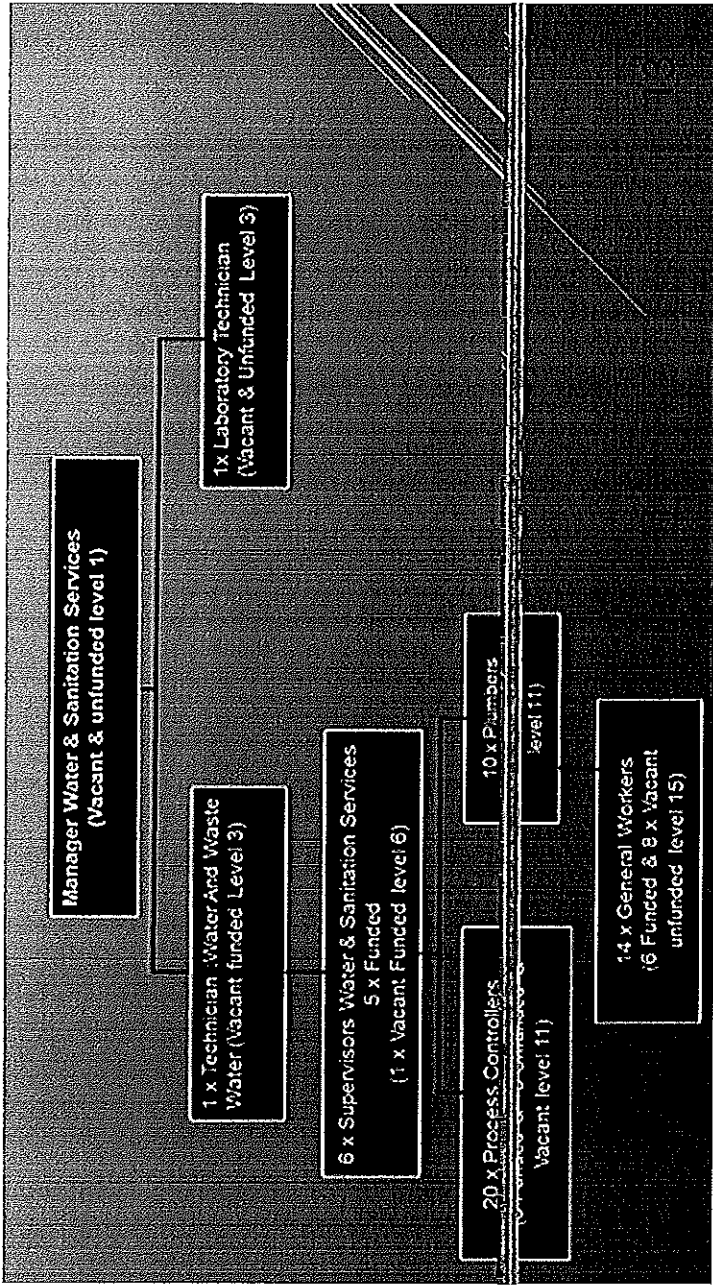 Manager Water & Sanitation Services
(Vacant & unfunded level 1)
1 x Technician :Water And Waste
Water (Vacant funded Level 3)
1x Laboratory Technician
(Vacant & Unfunded Level 3)
6 x Supervisors Water & Sanitation Services
5 x Funded
(1 x Vacant Funded level 6)
20 x Process Controllers
Vacant level 11)
10 x Plumbers
level 11)
14 x General Workers
(6 Funded & 8 x Vacant
unfunded level 15)